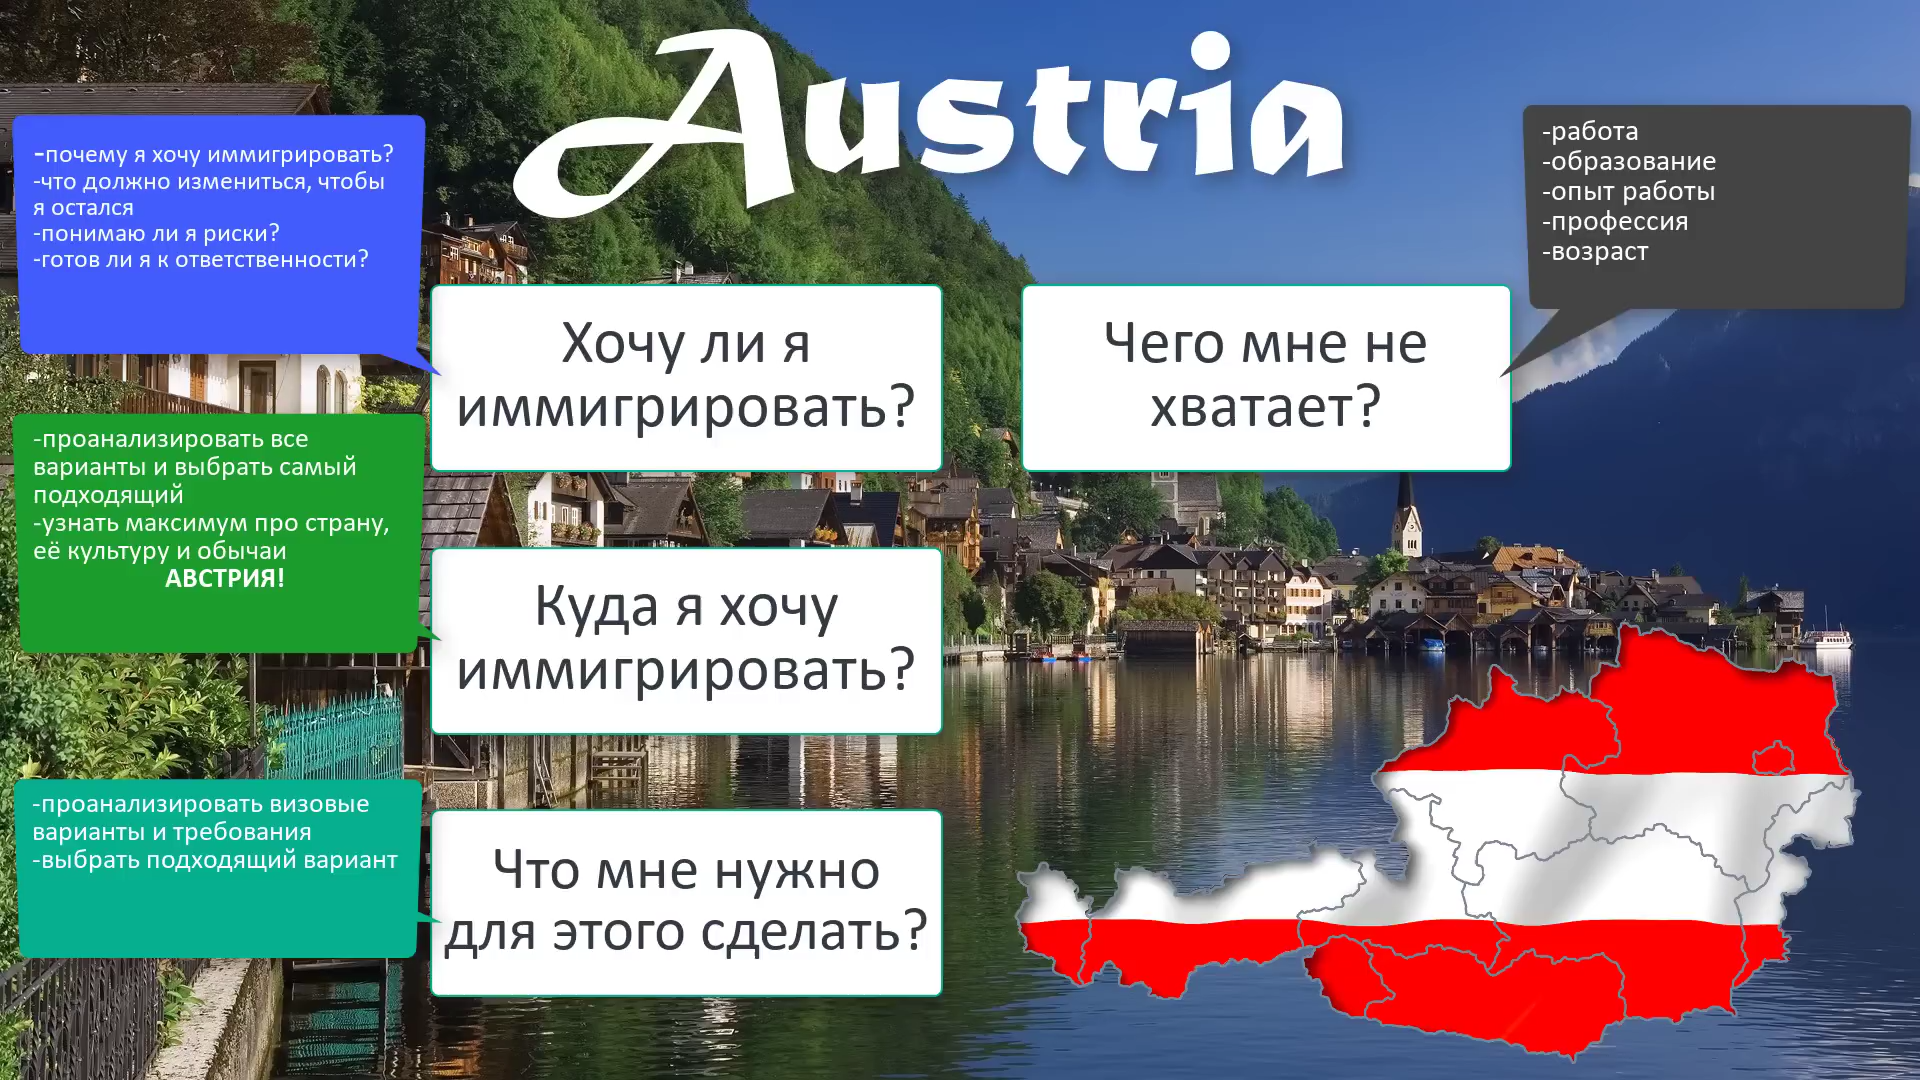 Austria
-почему я хочу иммигрировать?
-что должно измениться, чтобы
я остался
-понимаю ли я риски?
-готов ли я к ответственности?
Хочу ли я
иммигрировать?
Чего мне не
хватает?
-работа
-образование
-опыт работы
-профессия
-возраст
-проанализировать все
варианты и выбрать самый
подходящий
-узнать максимум про страну,
её культуру и обычаи
АВСТРИЯ!
Куда я хочу
иммигрировать?
-проанализировать визовые
варианты и требования
-выбрать подходящий вариант
Что мне нужно
для этого сделать?